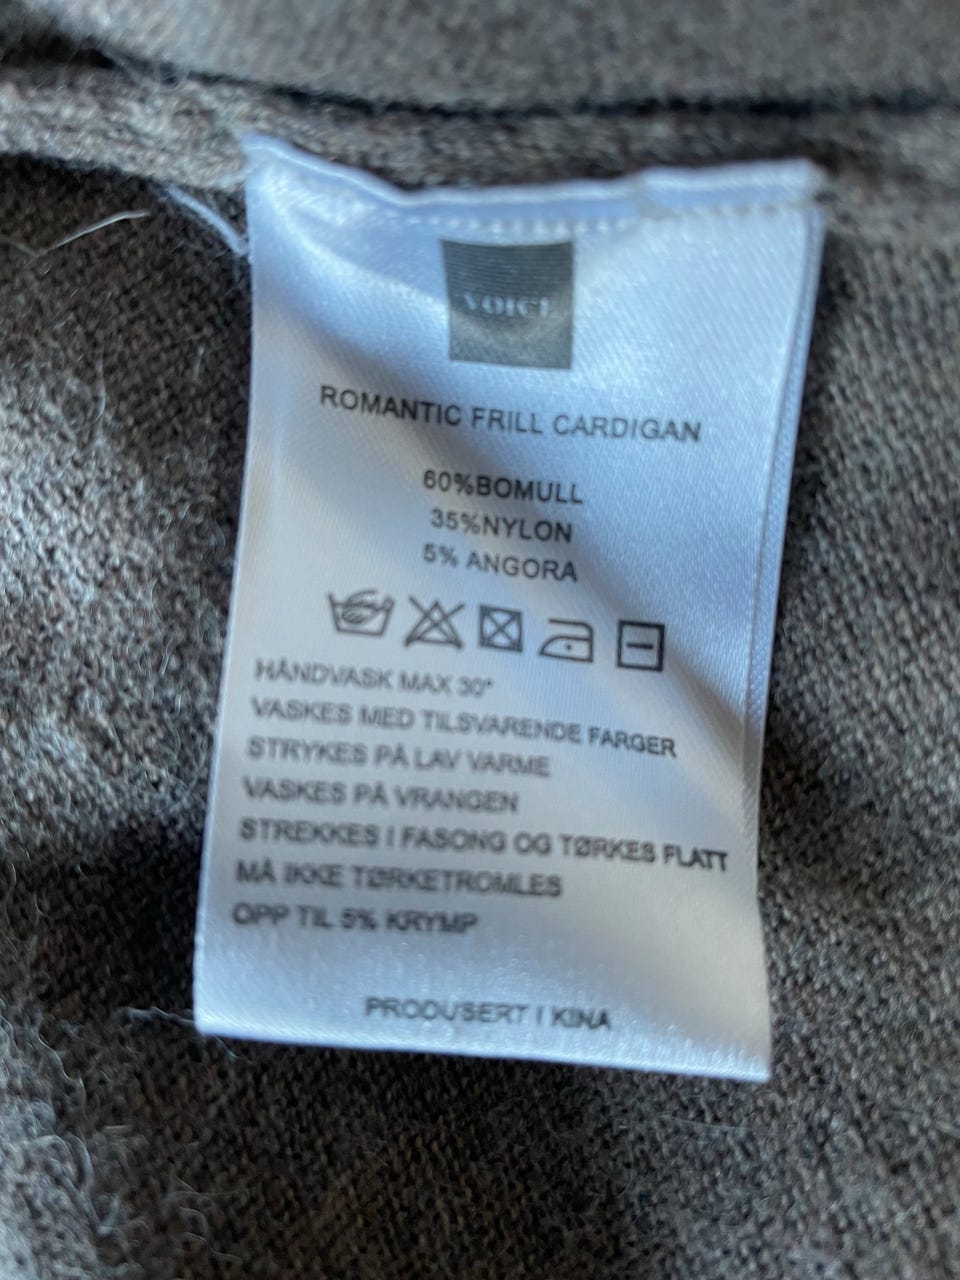 VOICE
ROMANTIC FRILL CARDIGAN
60%BOMULL
35%NYLON
5% ANGORA
HÅNDVASK MAX 30°
VASKES MED TILSVARENDE FARGER
STRYKES PÅ LAV VARME
VASKES PÅ VRANGEN
STREKKES I FASONG OG TØRKES FLATT
MÅ IKKE TØRKETROMLES
OPP TIL 5% KRYMP
PRODUSERT I KINA